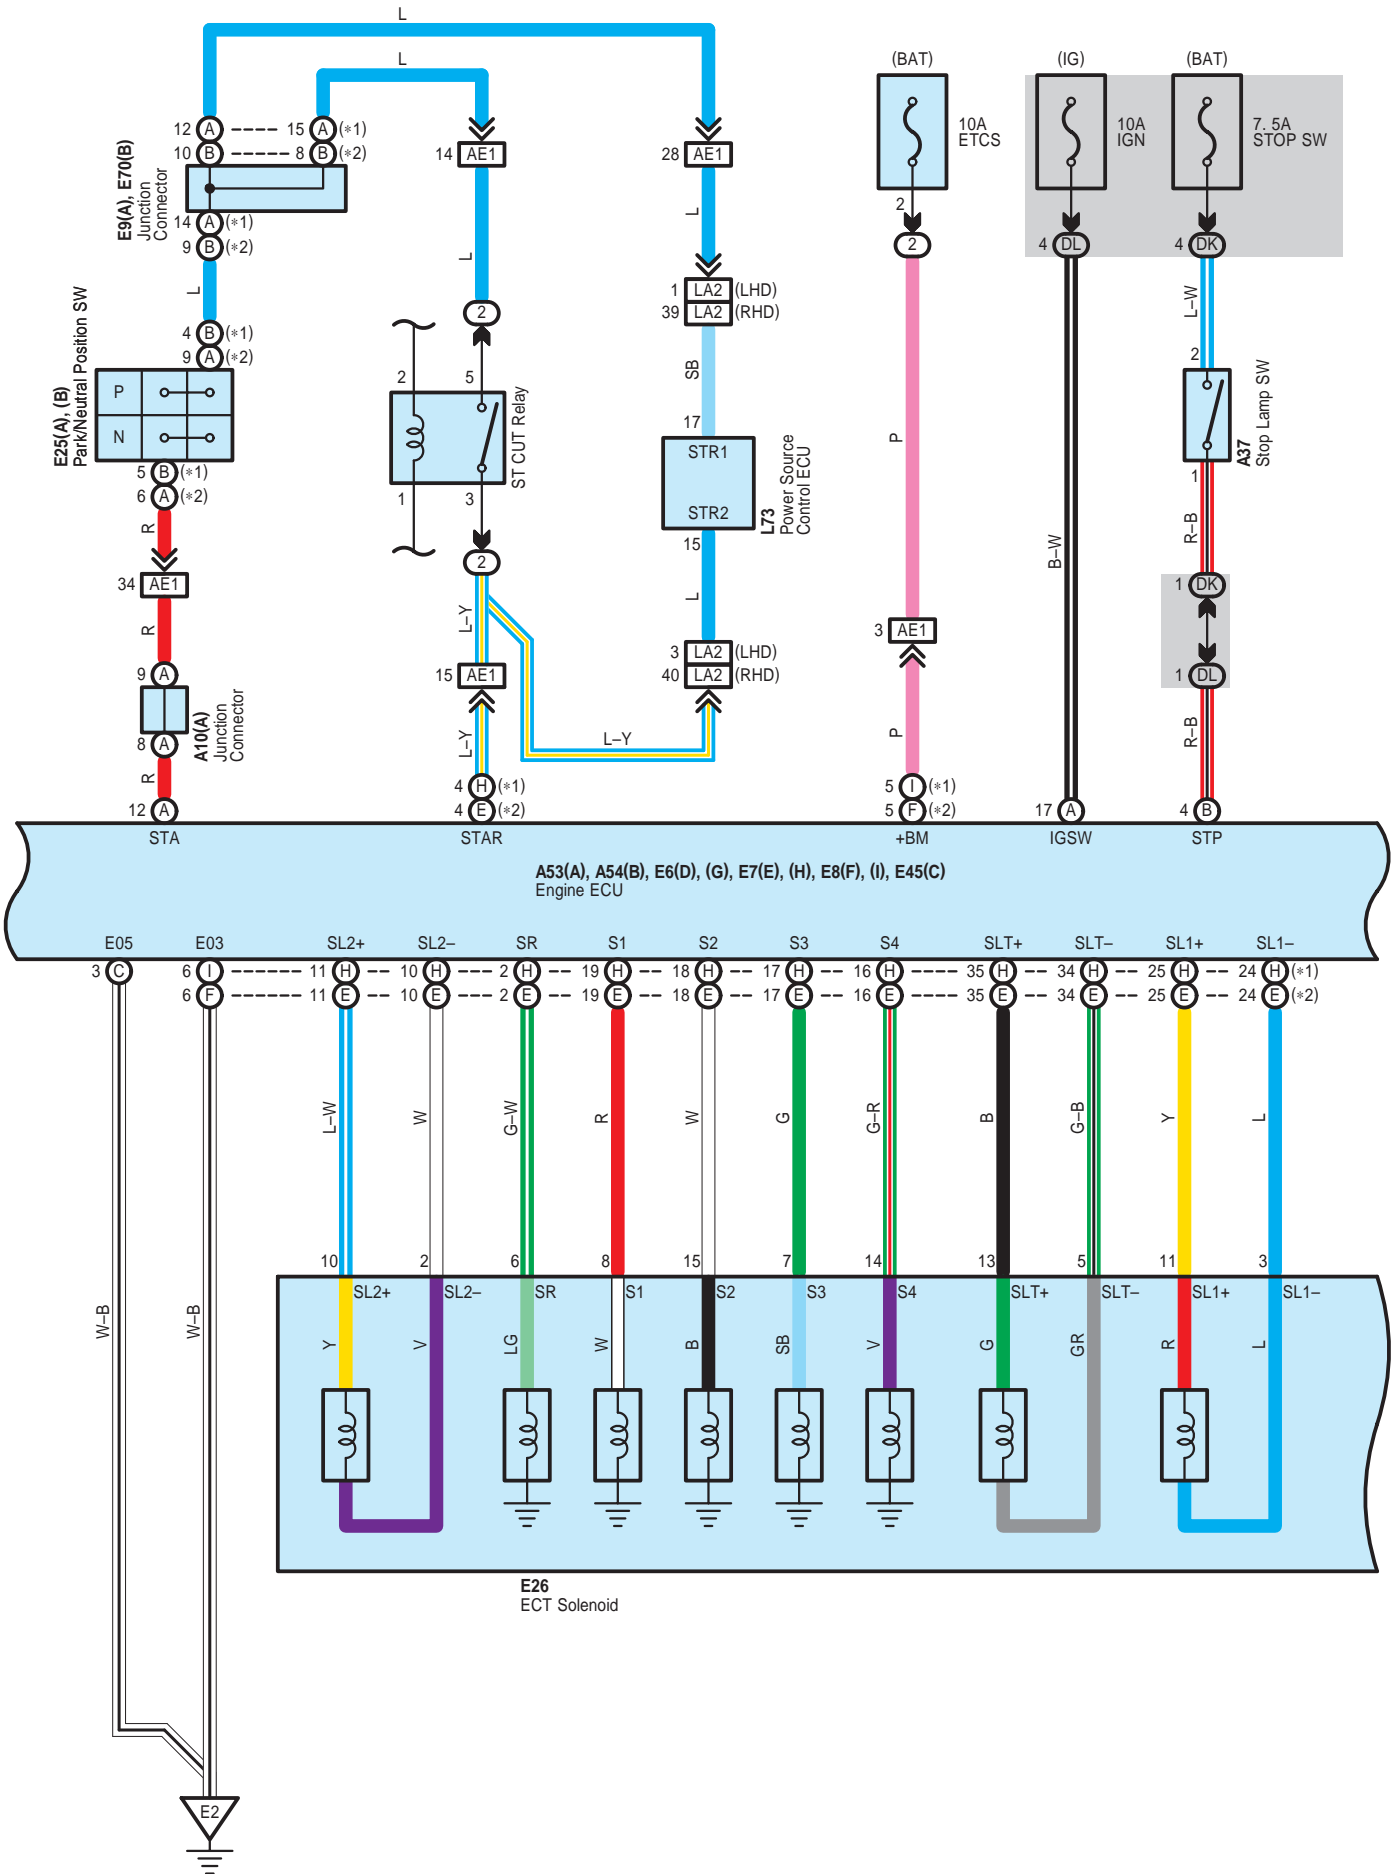 L
L
(BAT)
(IG)
(BAT)
10A
ETCS
10A
IGN
7. 5A
STOP SW
12 A 15 A (*1)
10 B 8 B (*2)
14 AE1
28 AE1
E9(A), E70(B)
Junction
Connector
14 A (*1)
9 B (*2)
2
2
4 DL
4 DK
L
L
L
1 LA2 (LHD)
39 LA2 (RHD)
L–W
4 B (*1)
9 A (*2)
2
E25(A), (B)
Park/Neutral Position SW
P
N
2
5
ST CUT Relay
1
3
SB
17
STR1
STR2
L73
Power Source
Control ECU
15
P
2
A37
Stop Lamp SW
1
5 B (*1)
6 A (*2)
R
2
B–W
R–B
34 AE1
L–Y
L
1 DK
R
3 AE1
9 A
15 AE1
3 LA2 (LHD)
40 LA2 (RHD)
1 DL
A10(A)
Junction
Connector
8 A
L–Y
L–Y
P
R–B
R
4 H (*1)
4 E (*2)
5 I (*1)
5 F (*2)
12 A
17 A
4 B
STA
STAR
+BM
IGSW
STP
A53(A), A54(B), E6(D), (G), E7(E), (H), E8(F), (I), E45(C)
Engine ECU
E05 E03 SL2+ SL2– SR S1 S2 S3 S4 SLT+ SLT– SL1+ SL1–
3 C 6 I 11 H 10 H 2 H 19 H 18 H 17 H 16 H 35 H 34 H 25 H 24 H (*1)
6 F 11 E 10 E 2 E 19 E 18 E 17 E 16 E 35 E 34 E 25 E 24 E (*2)
L–W W G–W R W G G–R B G–B Y L
10 2 6 8 15 7 14 13 5 11 3
SL2+ SL2– SR S1 S2 S3 S4 SLT+ SLT– SL1+ SL1–
W–B W–B
Y V LG W B SB V G GR R L
E26
ECT Solenoid
E2